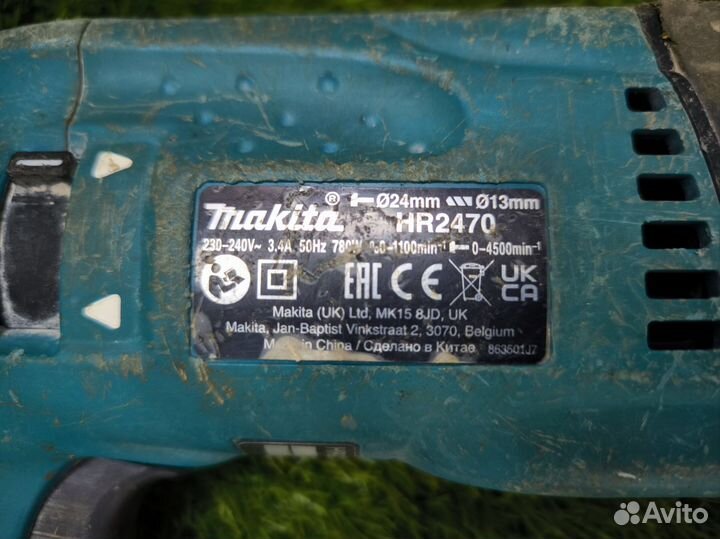 makita® Ø24mm Ø13mm
HR2470
230-240V~ 3.4A 50Hz 780W 0-1100min⁻¹ 0-4500min⁻¹
EAC CE UK CA
Makita (UK) Ltd, MK15 8JD, UK
Makita, Jan-Baptist Vinkstraat 2, 3070, Belgium
Made in China / Сделано в Китае 863501J7
Avito